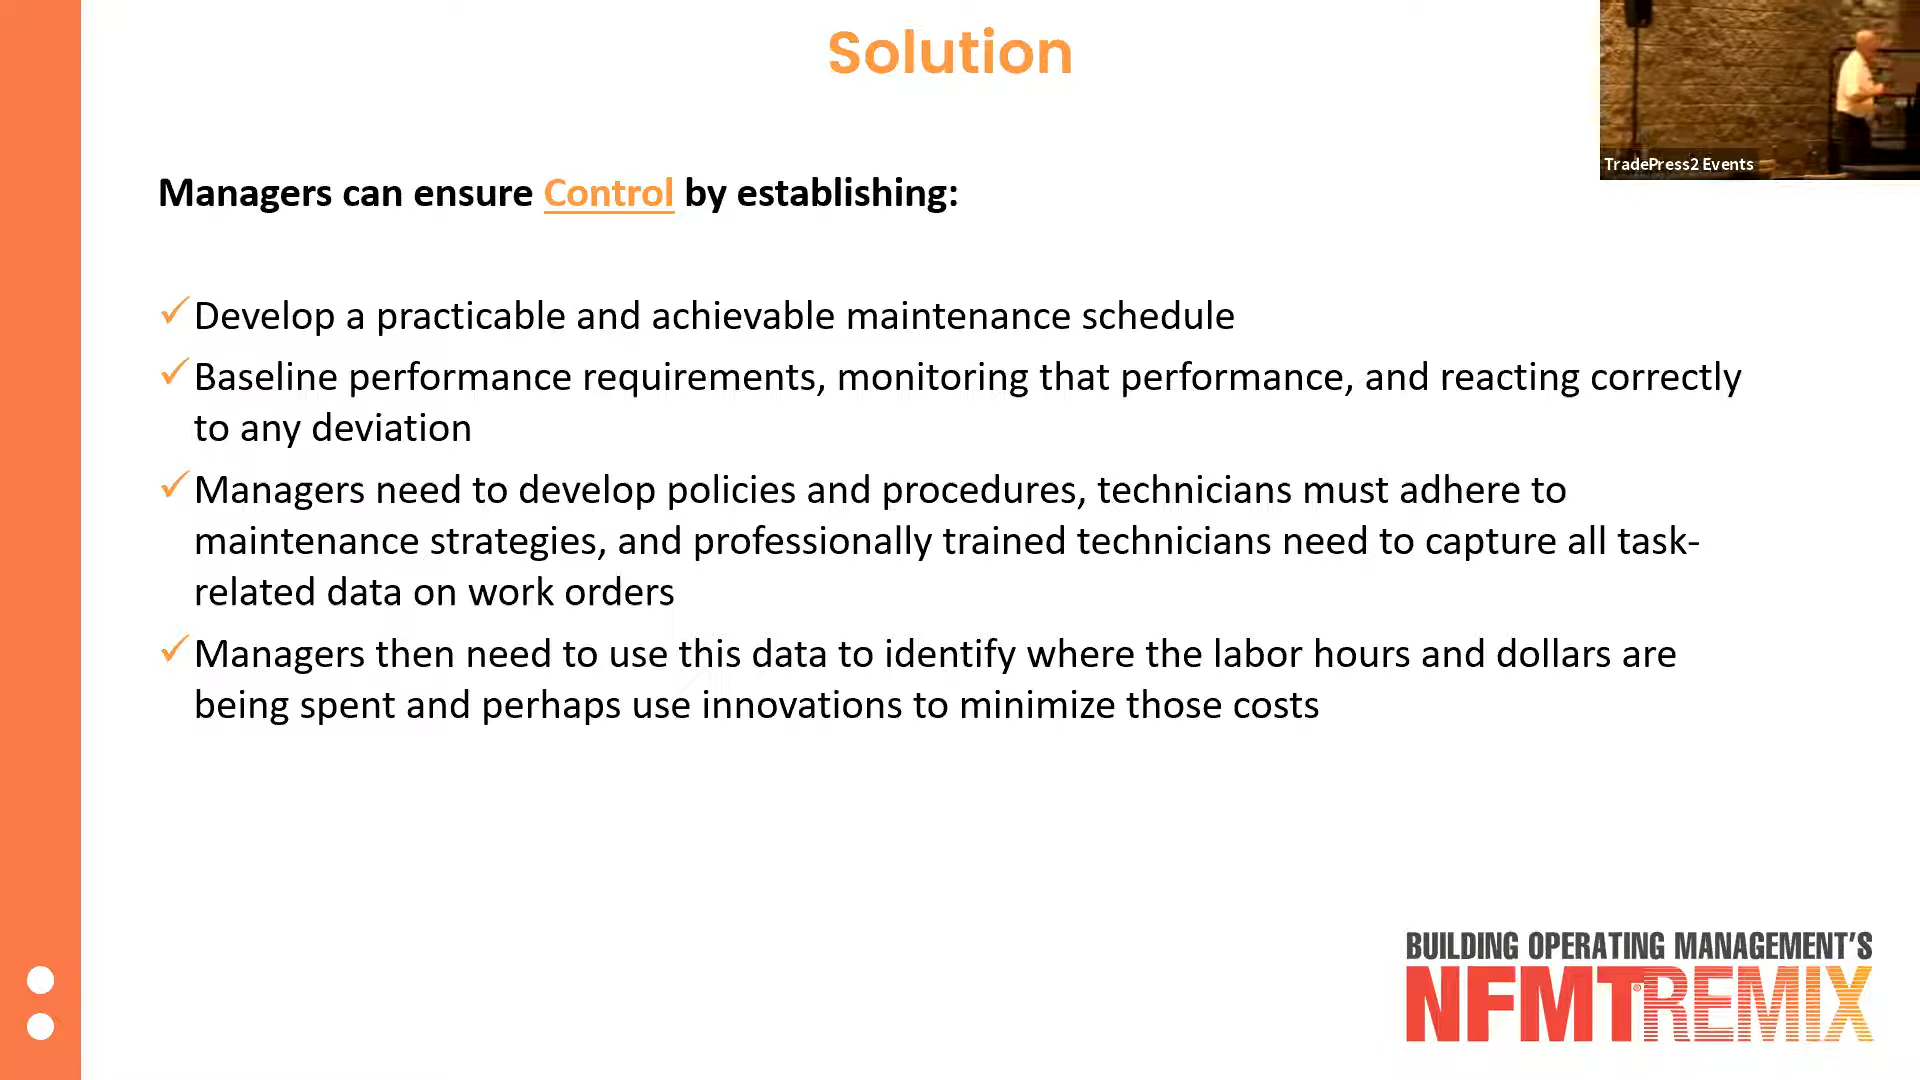 Solution
TradePress2 Events
Managers can ensure Control by establishing:
✓Develop a practicable and achievable maintenance schedule
✓Baseline performance requirements, monitoring that performance, and reacting correctly
to any deviation
✓Managers need to develop policies and procedures, technicians must adhere to
maintenance strategies, and professionally trained technicians need to capture all task-
related data on work orders
✓Managers then need to use this data to identify where the labor hours and dollars are
being spent and perhaps use innovations to minimize those costs
BUILDING OPERATING MANAGEMENT'S
NFMT®REMIX